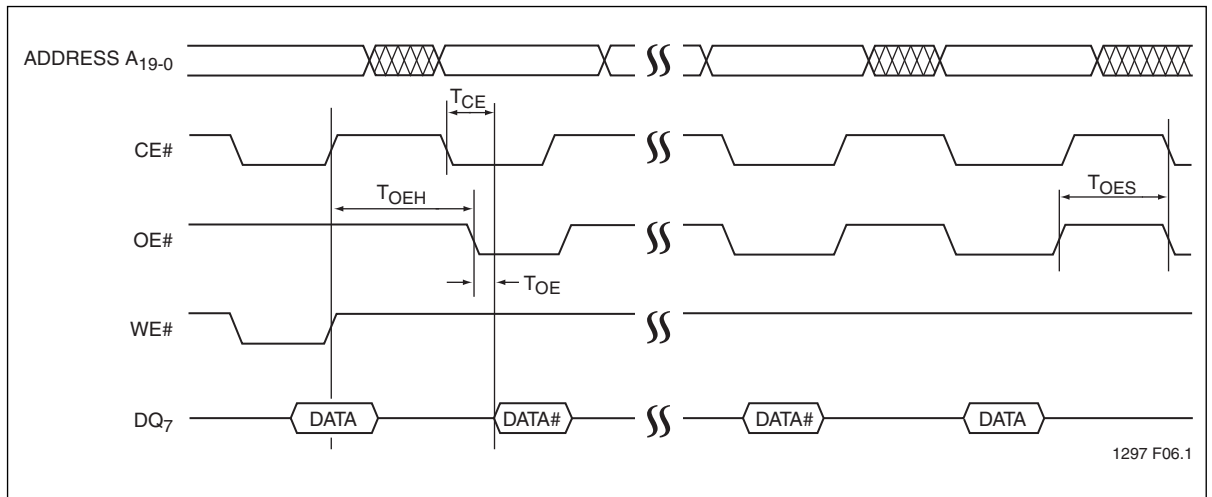 ADDRESS A19-0
TCE
CE#
TOEH
TOES
OE#
TOE
WE#
DQ7
DATA
DATA#
DATA#
DATA
1297 F06.1